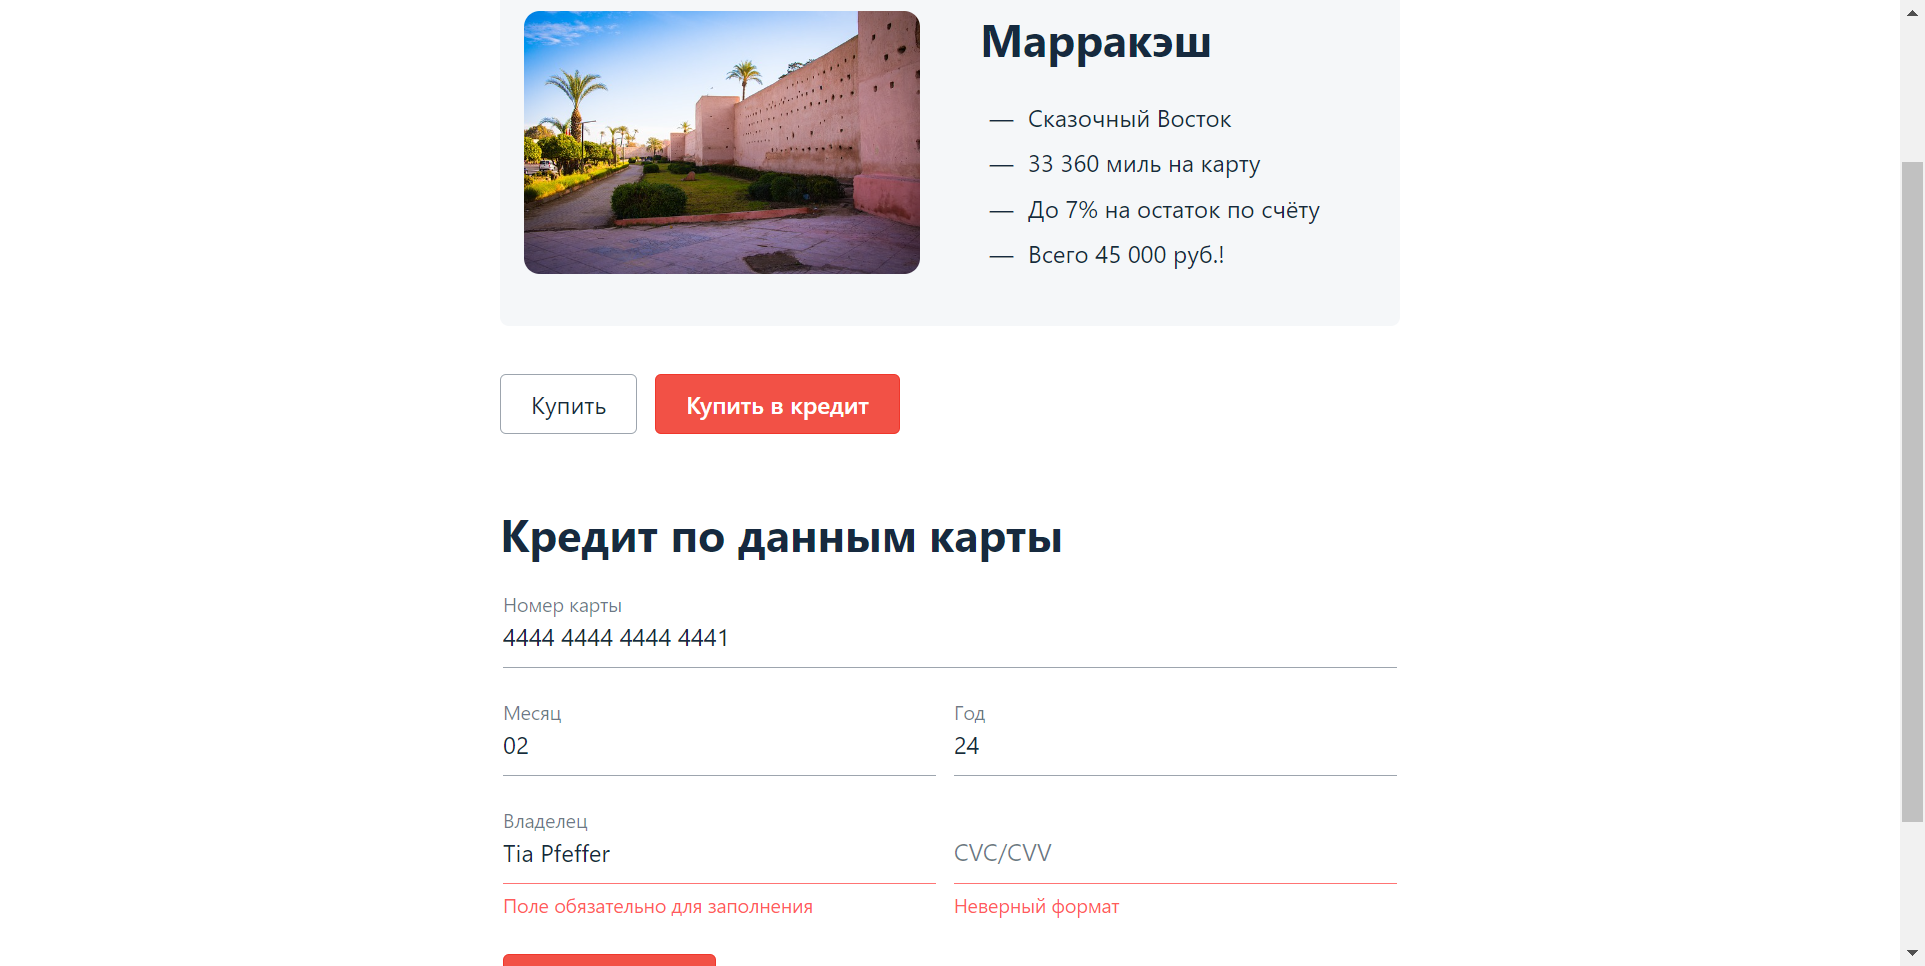 Марракэш
— Сказочный Восток
— 33 360 миль на карту
— До 7% на остаток по счёту
— Всего 45 000 руб.!
Купить
Купить в кредит
Кредит по данным карты
Номер карты
4444 4444 4444 4441
Месяц
Год
02
24
Владелец
Tia Pfeffer
CVC/CVV
Поле обязательно для заполнения
Неверный формат